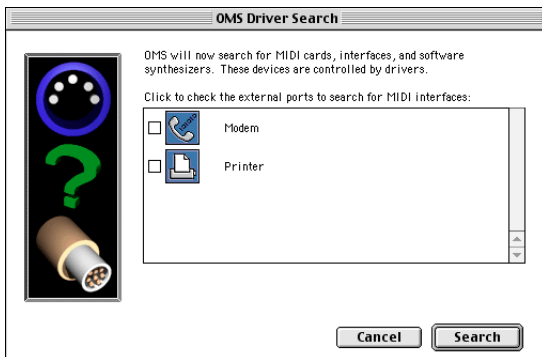 OMS Driver Search
OMS will now search for MIDI cards, interfaces, and software
synthesizers. These devices are controlled by drivers.
Click to check the external ports to search for MIDI interfaces:
Modem
Printer
Cancel Search